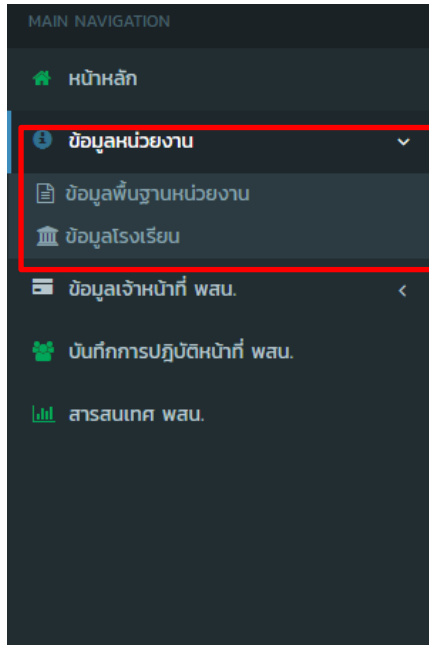 MAIN NAVIGATION
หน้าหลัก
ข้อมูลหน่วยงาน
ข้อมูลพื้นฐานหน่วยงาน
ข้อมูลโรงเรียน
ข้อมูลเจ้าหน้าที่ พสน.
บันทึกการปฎิบัติหน้าที่ พสน.
สารสนเทศ พสน.